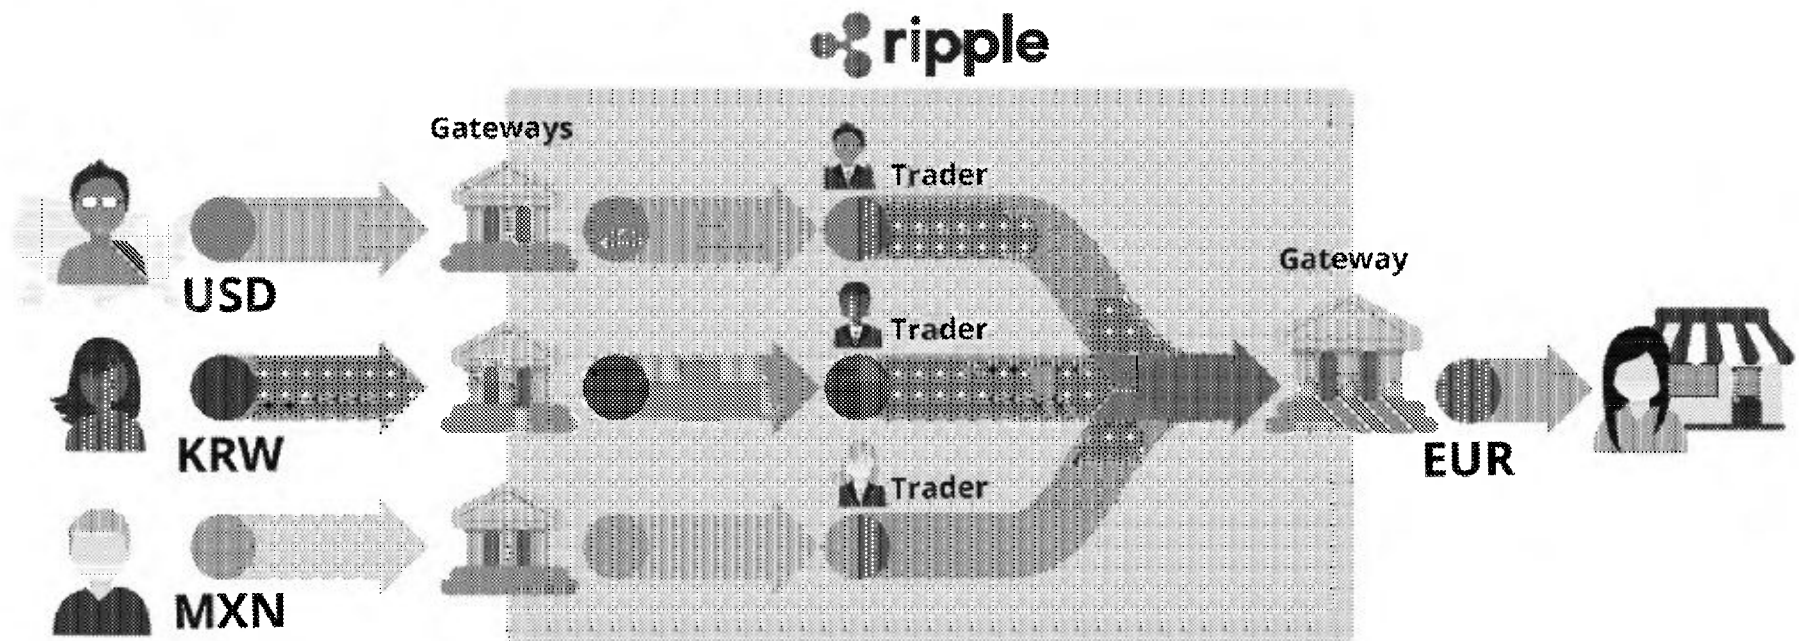 ripple
Gateways
Trader
USD
Gateway
Trader
KRW
EUR
Trader
MXN